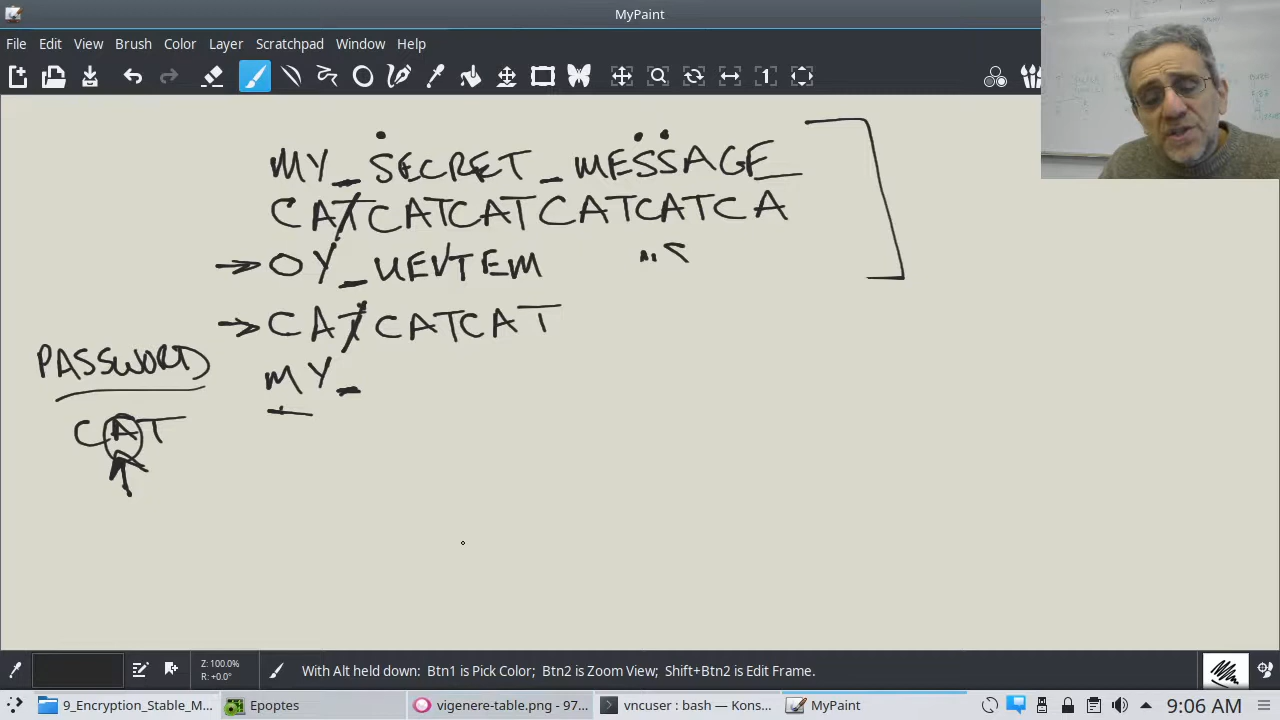 MyPaint
File Edit View Brush Color Layer Scratchpad Window Help
MY_SECRET_MESSAGE
CATCATCATCATCATCA
OY_UEVTEM
CATCATCAT
MY_
PASSWORD
CAT
Z: 100.0%
R: +0.0°
With Alt held down: Btn1 is Pick Color; Btn2 is Zoom View; Shift+Btn2 is Edit Frame.
9_Encryption_Stable_M... Epoptes vigenere-table.png - 97... vncuser : bash — Kons... MyPaint 9:06 AM